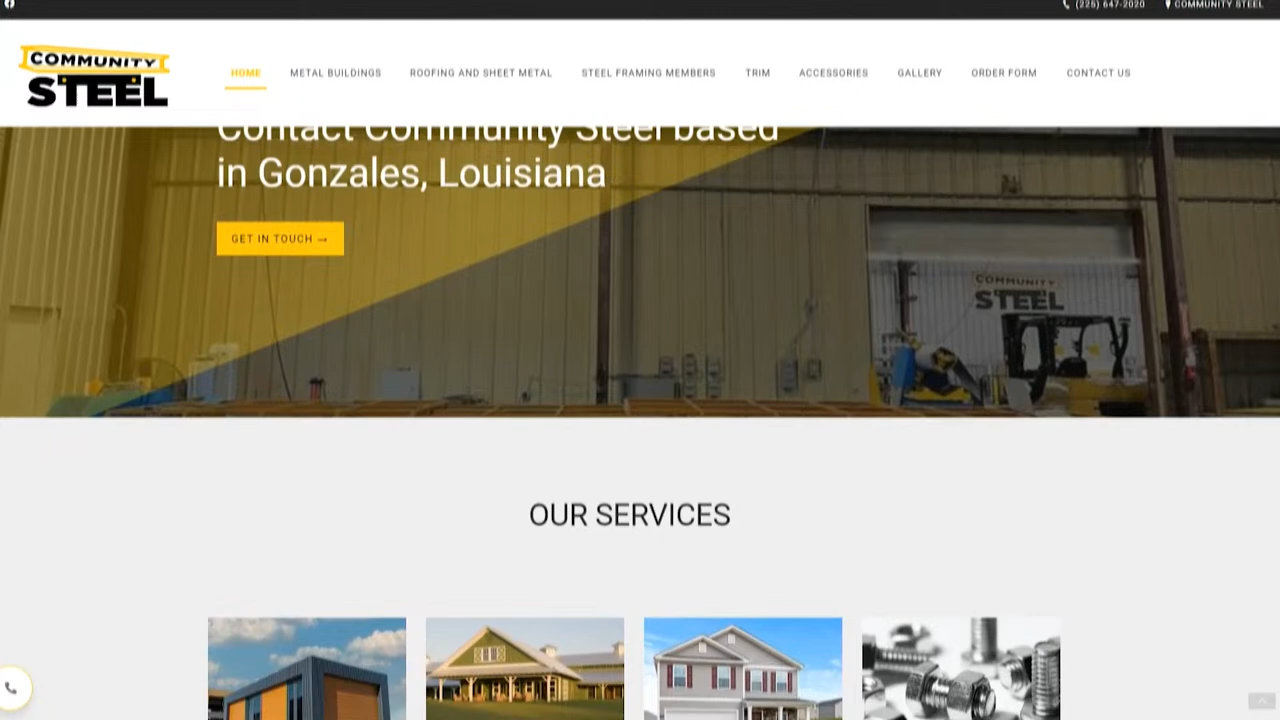 (225) 647-2020 COMMUNITY STEEL
COMMUNITY
STEEL
HOME METAL BUILDINGS ROOFING AND SHEET METAL STEEL FRAMING MEMBERS TRIM ACCESSORIES GALLERY ORDER FORM CONTACT US
Contact Community Steel based
in Gonzales, Louisiana
GET IN TOUCH →
COMMUNITY
STEEL
OUR SERVICES